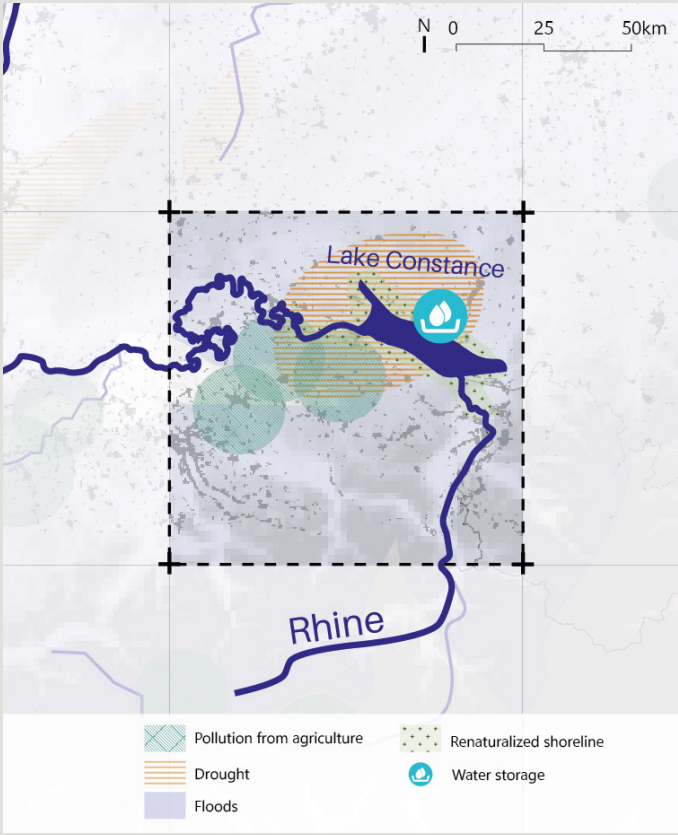 N 0 25 50km
Lake Constance
Rhine
Pollution from agriculture
Renaturalized shoreline
Drought
Water storage
Floods